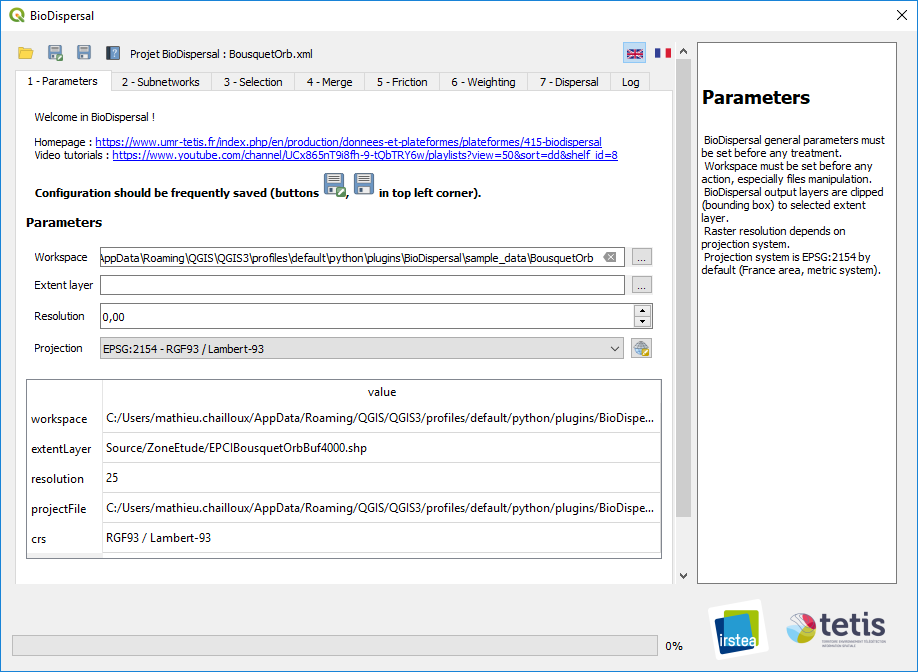 BioDispersal
Projet BioDispersal : BousquetOrb.xml
1 - Parameters
2 - Subnetworks
3 - Selection
4 - Merge
5 - Friction
6 - Weighting
7 - Dispersal
Log
Welcome in BioDispersal !
Homepage : https://www.umr-tetis.fr/index.php/en/production/donnees-et-plateformes/plateformes/415-biodispersal
Video tutorials : https://www.youtube.com/channel/UCx865nT9i8fh-9-tQbTRY6w/playlists?view=50&sort=dd&shelf_id=8
Configuration should be frequently saved (buttons , in top left corner).
Parameters
Workspace AppData\Roaming\QGIS\QGIS3\profiles\default\python\plugins\BioDispersal\sample_data\BousquetOrb ...
Extent layer ...
Resolution 0,00
Projection EPSG:2154 - RGF93 / Lambert-93
value
workspace C:/Users/mathieu.chailloux/AppData/Roaming/QGIS/QGIS3/profiles/default/python/plugins/BioDispe...
extentLayer Source/ZoneEtude/EPCIBousquetOrbBuf4000.shp
resolution 25
projectFile C:/Users/mathieu.chailloux/AppData/Roaming/QGIS/QGIS3/profiles/default/python/plugins/BioDispe...
crs RGF93 / Lambert-93
Parameters
BioDispersal general parameters must
be set before any treatment.
Workspace must be set before any
action, especially files manipulation.
BioDispersal output layers are clipped
(bounding box) to selected extent
layer.
Raster resolution depends on
projection system.
Projection system is EPSG:2154 by
default (France area, metric system).
0%
irstea
tetis